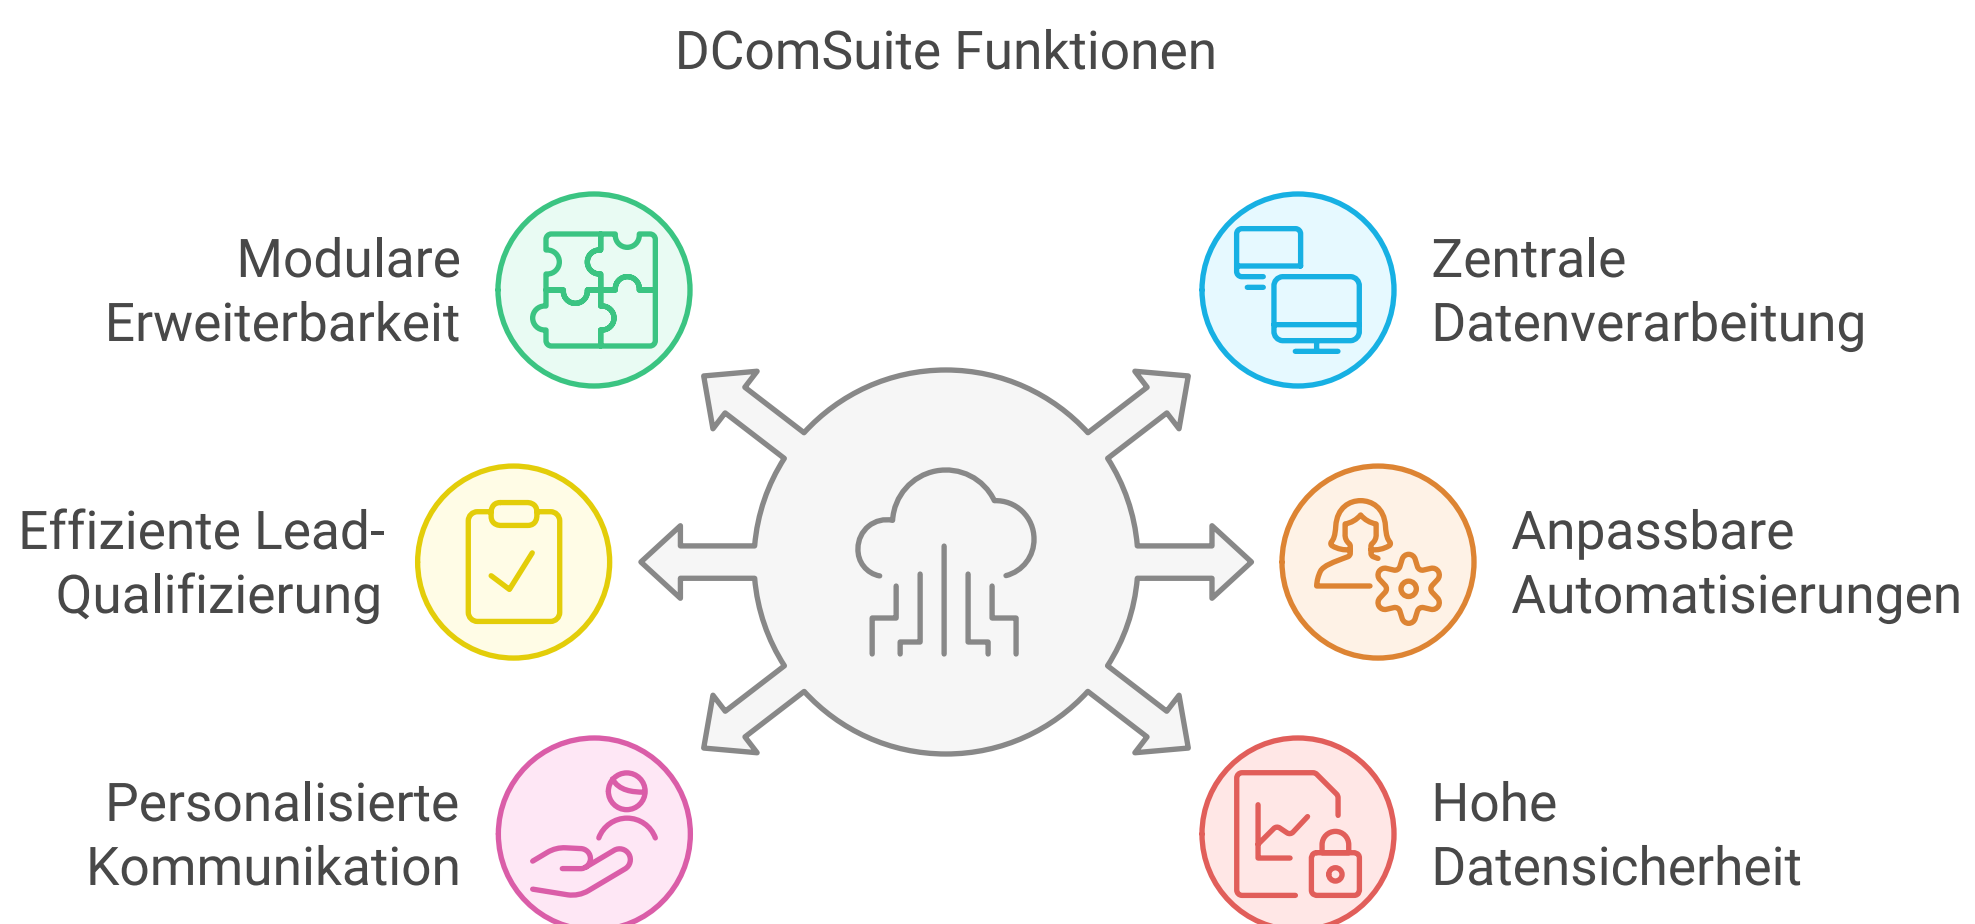 DComSuite Funktionen
Modulare
Erweiterbarkeit
Zentrale
Datenverarbeitung
Effiziente Lead-
Qualifizierung
Anpassbare
Automatisierungen
Personalisierte
Kommunikation
Hohe
Datensicherheit